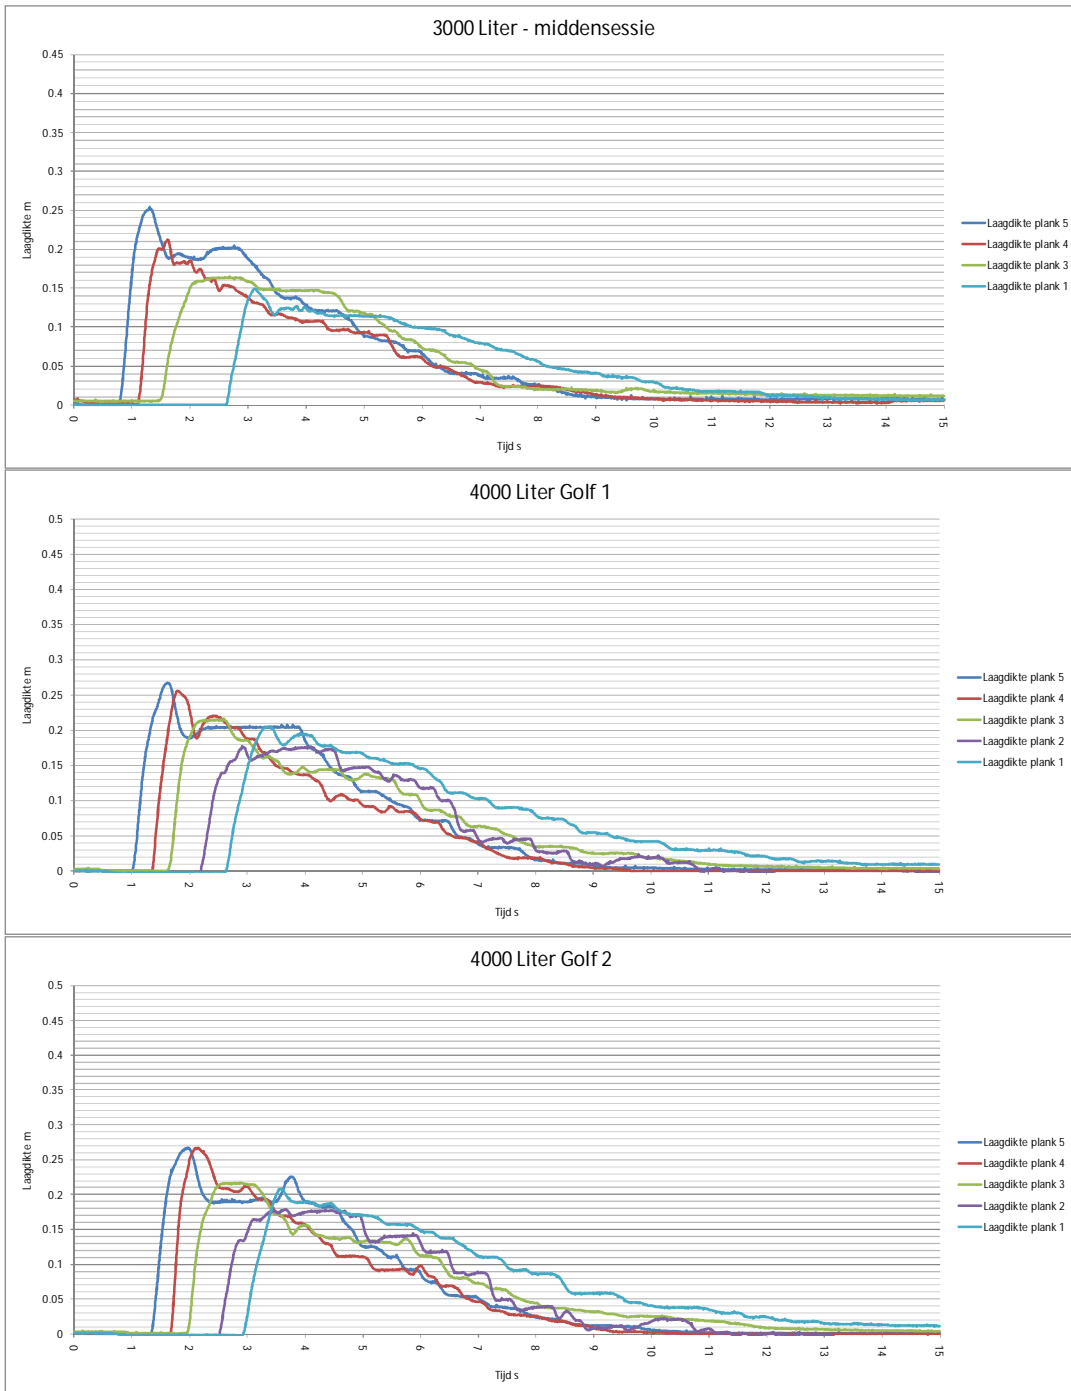 3000 Liter - middensessie
0.45
0.4
0.35
0.3
0.25
0.2
0.15
0.1
0.05
0
Laagdikte m
0 1 2 3 4 5 6 7 8 9 10 11 12 13 14 15
Tijd s
Laagdikte plank 5
Laagdikte plank 4
Laagdikte plank 3
Laagdikte plank 1
4000 Liter Golf 1
0.5
0.45
0.4
0.35
0.3
0.25
0.2
0.15
0.1
0.05
0
Laagdikte m
0 1 2 3 4 5 6 7 8 9 10 11 12 13 14 15
Tijd s
Laagdikte plank 5
Laagdikte plank 4
Laagdikte plank 3
Laagdikte plank 2
Laagdikte plank 1
4000 Liter Golf 2
0.5
0.45
0.4
0.35
0.3
0.25
0.2
0.15
0.1
0.05
0
Laagdikte m
0 1 2 3 4 5 6 7 8 9 10 11 12 13 14 15
Tijd s
Laagdikte plank 5
Laagdikte plank 4
Laagdikte plank 3
Laagdikte plank 2
Laagdikte plank 1